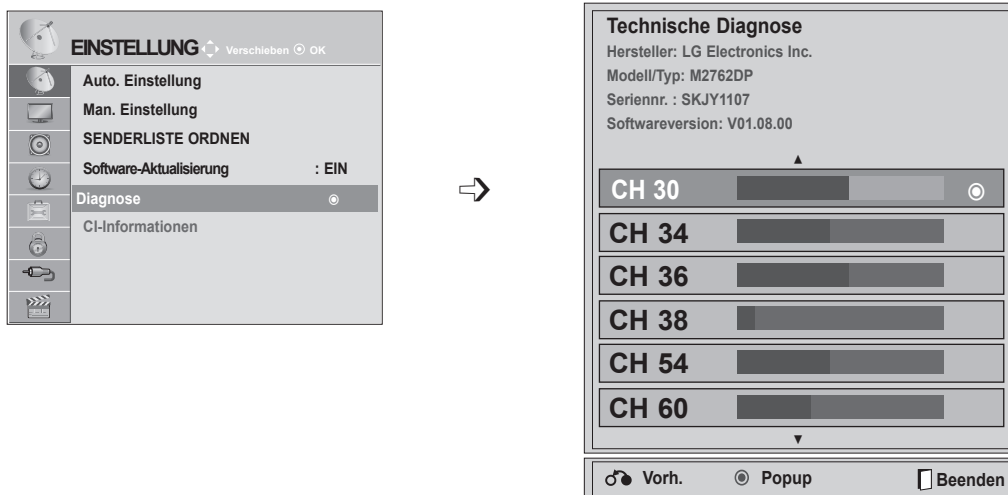 EINSTELLUNG Verschieben OK
Auto. Einstellung
Man. Einstellung
SENDERLISTE ORDNEN
Software-Aktualisierung : EIN
Diagnose
CI-Informationen
Technische Diagnose
Hersteller: LG Electronics Inc.
Modell/Typ: M2762DP
Seriennr. : SKJY1107
Softwareversion: V01.08.00
CH 30
CH 34
CH 36
CH 38
CH 54
CH 60
Vorh. Popup Beenden